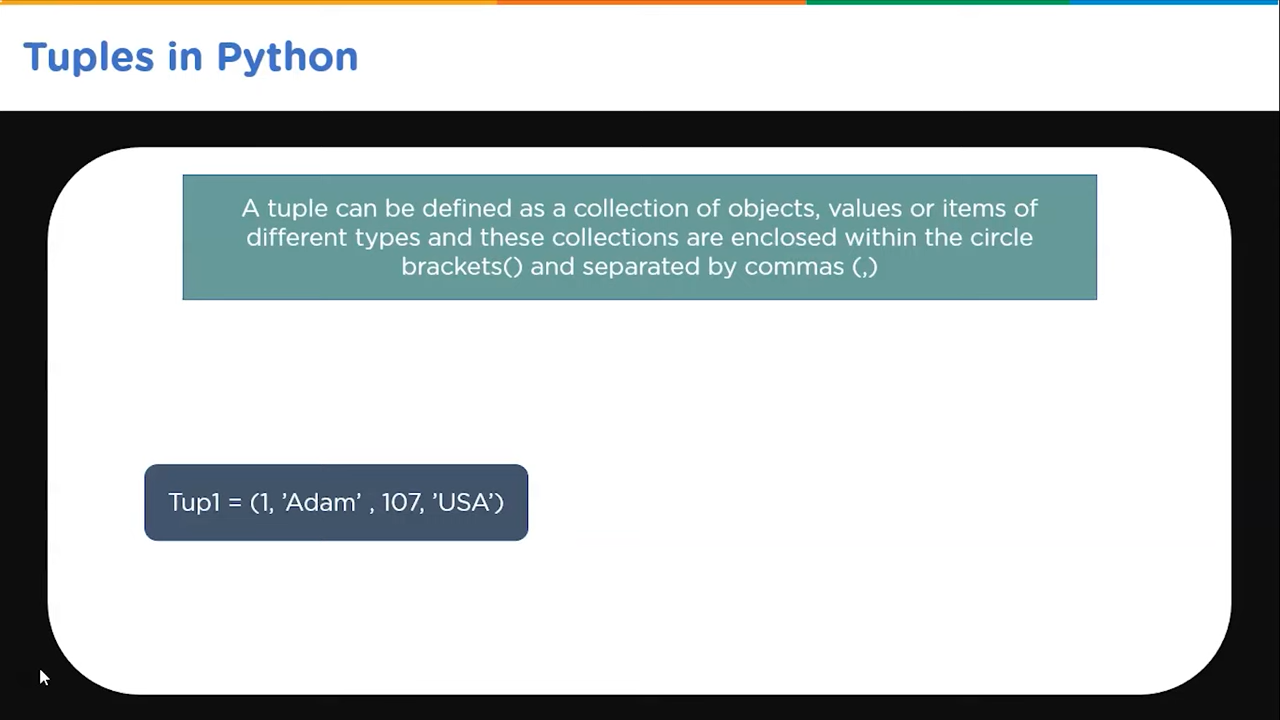 Tuples in Python
A tuple can be defined as a collection of objects, values or items of
different types and these collections are enclosed within the circle
brackets() and separated by commas (,)
Tup1 = (1, ’Adam’ , 107, ’USA’)